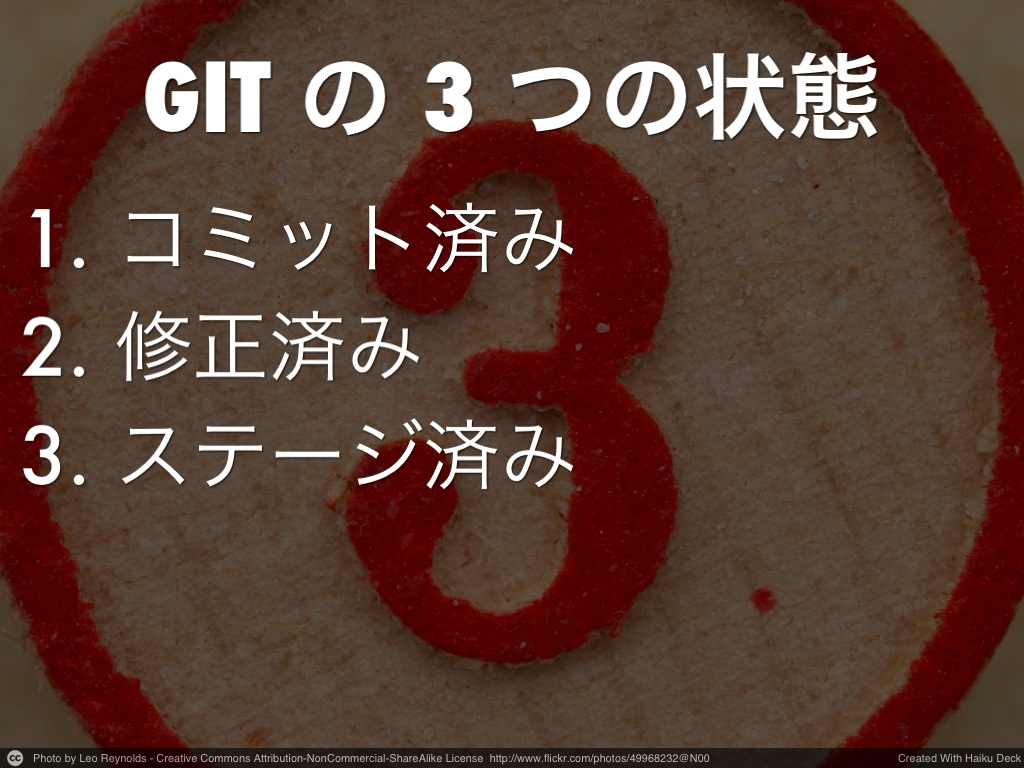 GIT の 3 つの状態
1. コミット済み
2. 修正済み
3. ステージ済み
3
cc Photo by Leo Reynolds - Creative Commons Attribution-NonCommercial-ShareAlike License http://www.flickr.com/photos/49968232@N00 Created With Haiku Deck